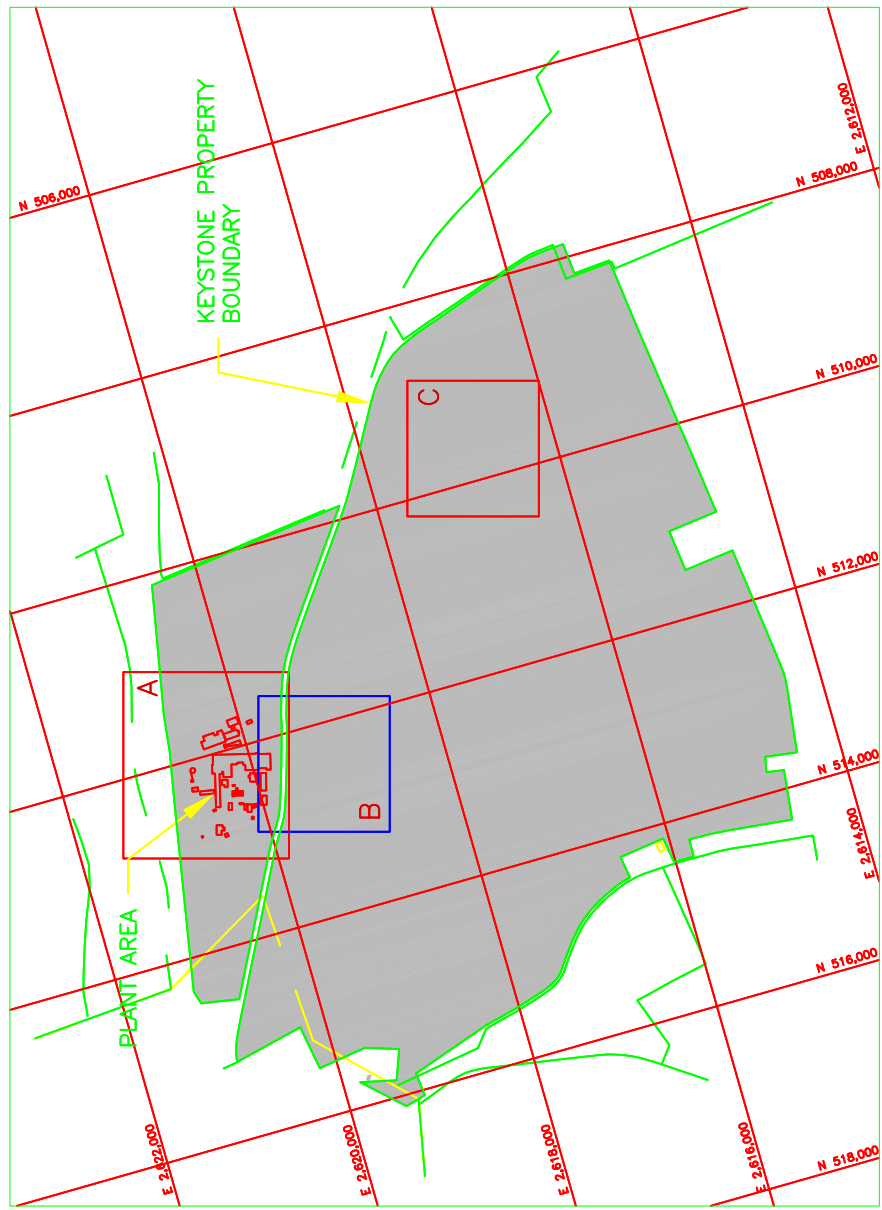 N 506,000
KEYSTONE PROPERTY
BOUNDARY
E 2,612,000
N 508,000
C
N 510,000
N 512,000
A
B
N 514,000
E 2,614,000
PLANT AREA
N 516,000
E 2,622,000
E 2,620,000
E 2,618,000
E 2,616,000
N 518,000